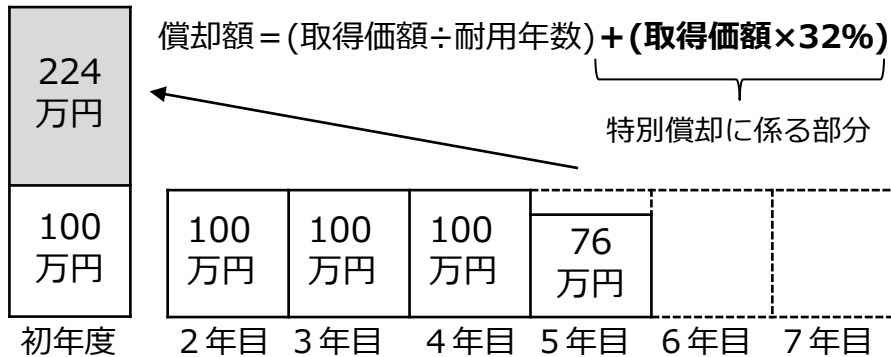 償却額＝(取得価額÷耐用年数)＋(取得価額×32%)
特別償却に係る部分
224
万円
100
万円
100
万円
100
万円
100
万円
76
万円
初年度
２年目
３年目
４年目
５年目
６年目
７年目